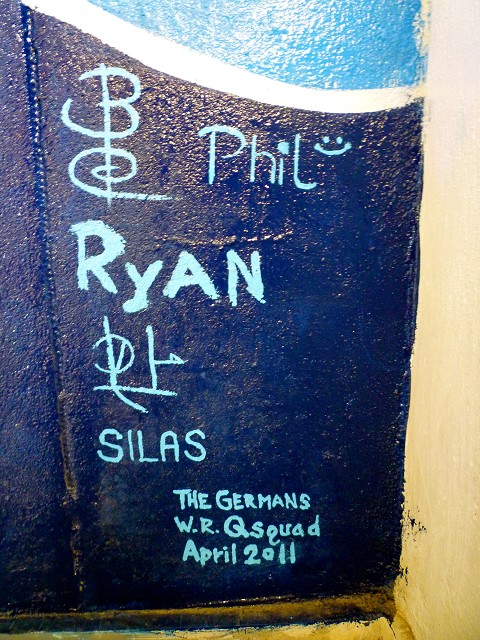 Phil
RyAN
SILAS
THE GERMANS
W.R. Qsquad
April 2011